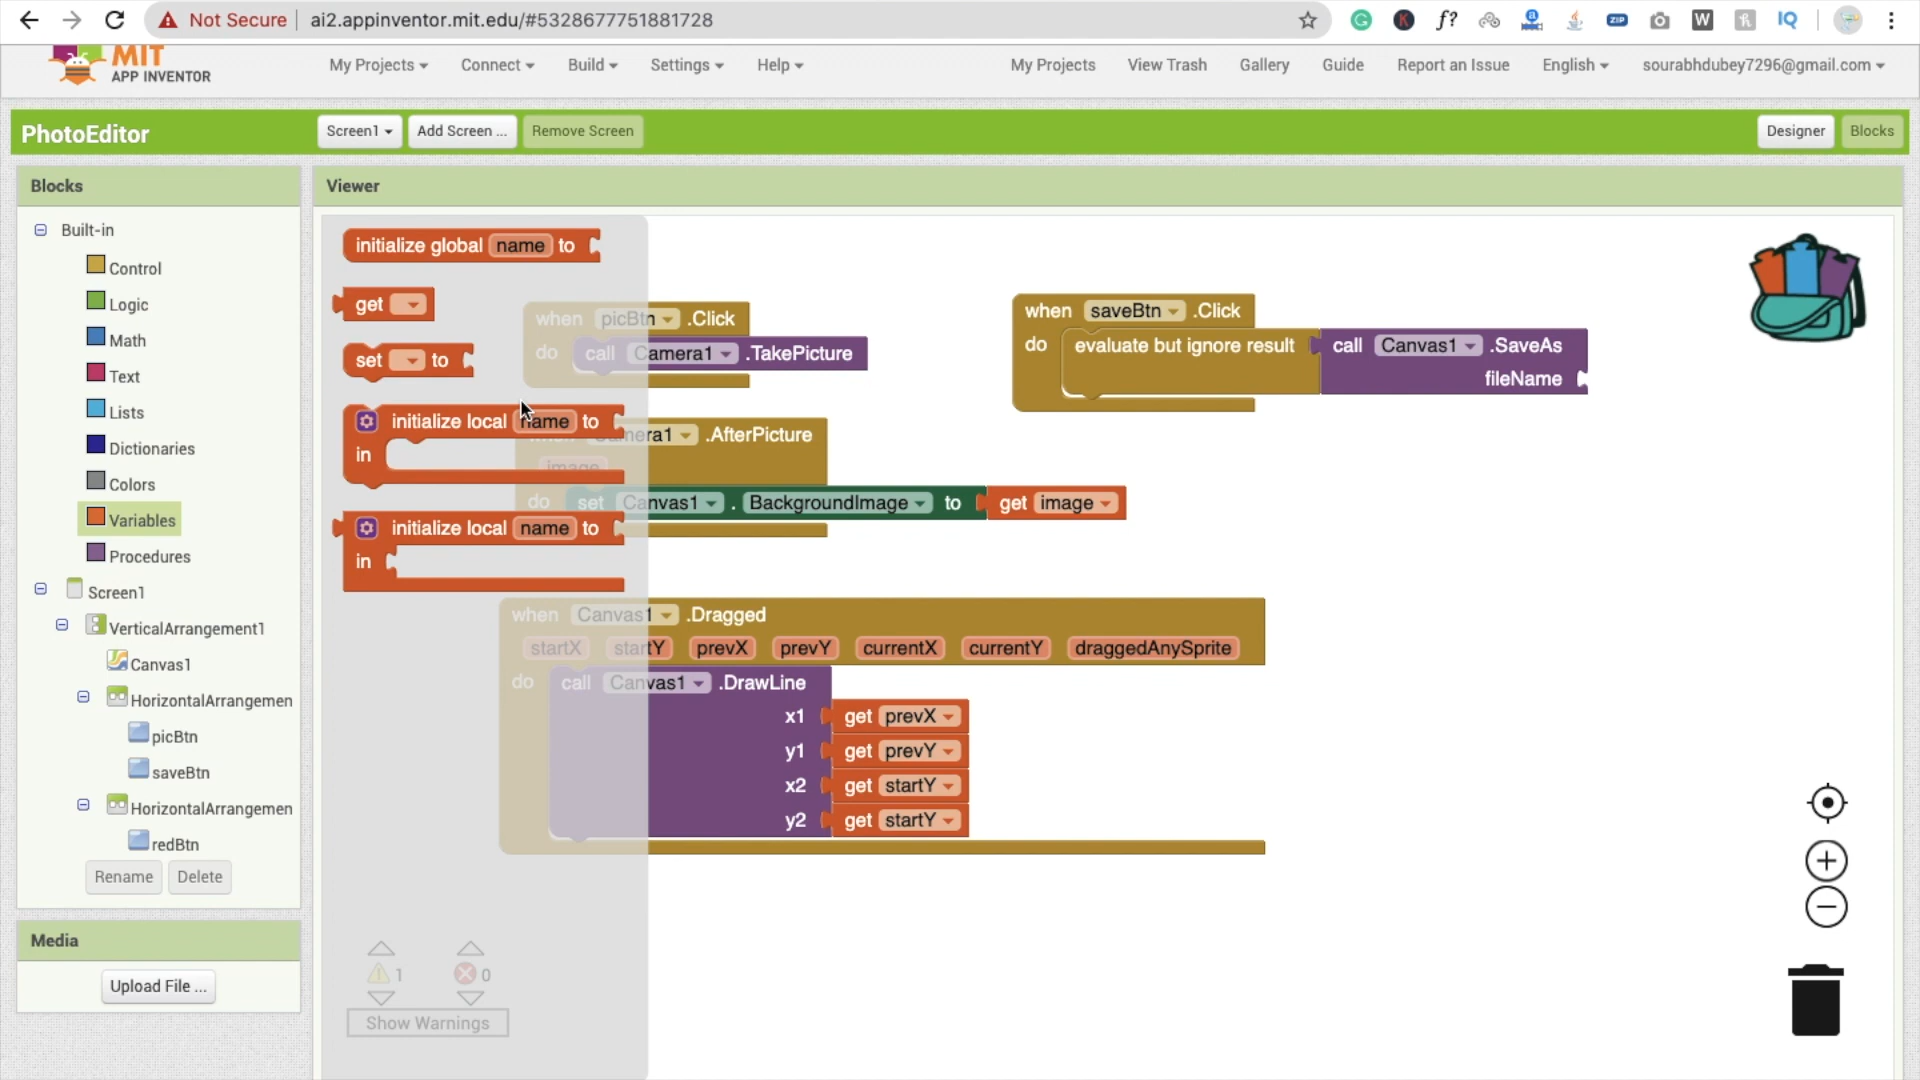 Not Secure ai2.appinventor.mit.edu/#5328677751881728
MIT
APP INVENTOR
My Projects Connect Build Settings Help My Projects View Trash Gallery Guide Report an Issue English sourabhdubey7296@gmail.com
PhotoEditor Screen1 Add Screen ... Remove Screen Designer Blocks
Blocks
Viewer
Built-in
Control
Logic
Math
Text
Lists
Dictionaries
Colors
Variables
Procedures
Screen1
VerticalArrangement1
Canvas1
HorizontalArrangemen
picBtn
saveBtn
HorizontalArrangemen
redBtn
Rename Delete
Media
Upload File ...
initialize global name to
get
set to
initialize local name to
in
initialize local name to
in
when picBtn .Click
do call Camera1 .TakePicture
when saveBtn .Click
do evaluate but ignore result call Canvas1 .SaveAs
fileName
mera1 .AfterPicture
image
do set Canvas1 . BackgroundImage to get image
when Canvas1 .Dragged
startX startY prevX prevY currentX currentY draggedAnySprite
do call Canvas1 .DrawLine
x1 get prevX
y1 get prevY
x2 get startY
y2 get startY
1 0
Show Warnings